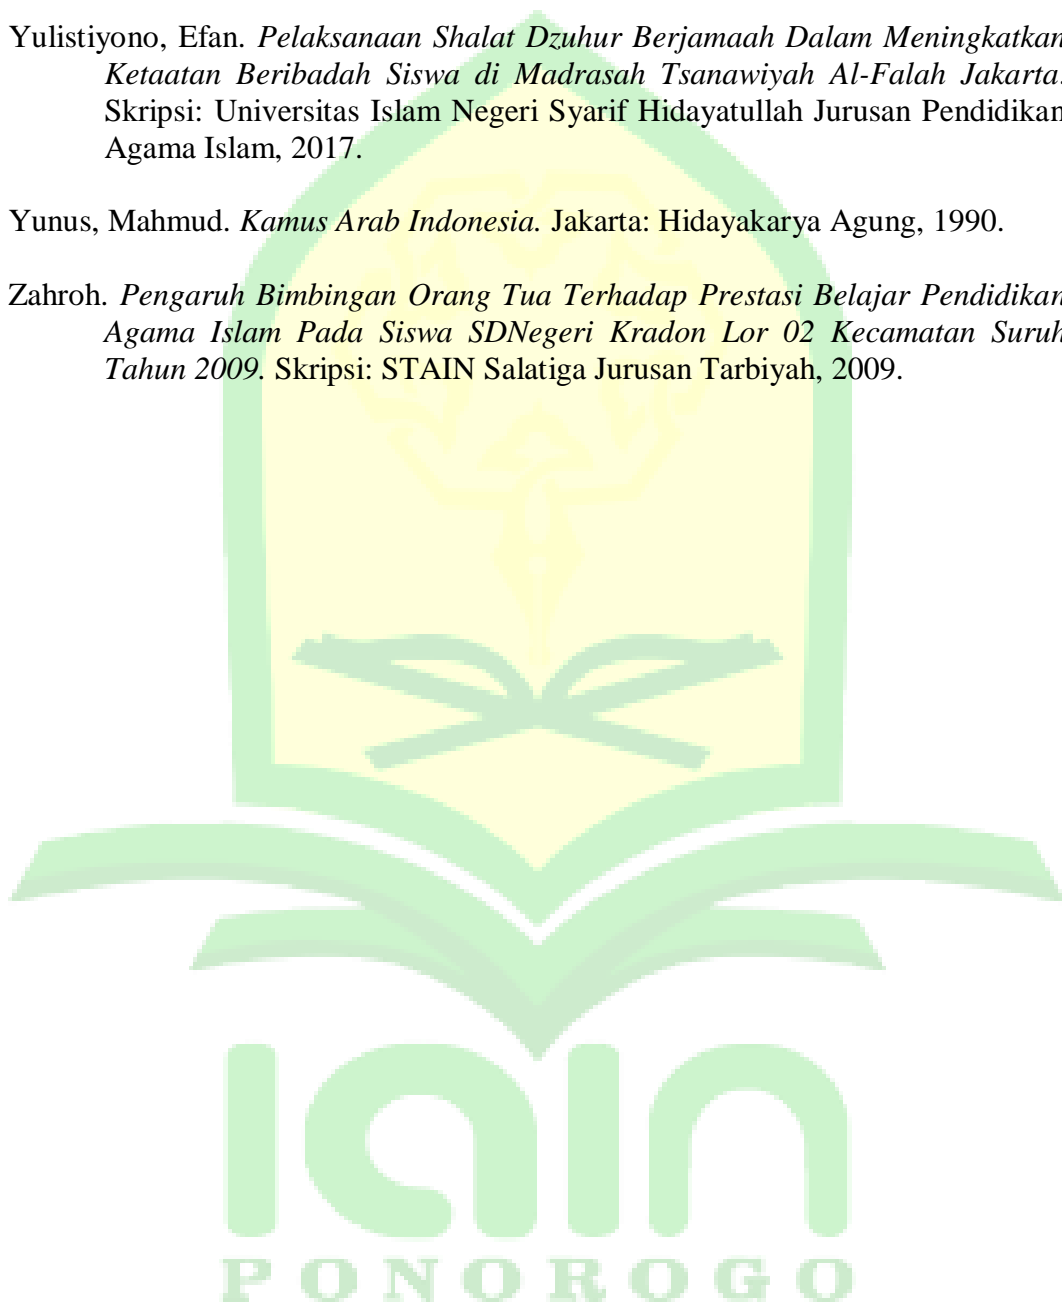 Yulistiyono, Efan. Pelaksanaan Shalat Dzuhur Berjamaah Dalam Meningkatkan
Ketaatan Beribadah Siswa di Madrasah Tsanawiyah Al-Falah Jakarta.
Skripsi: Universitas Islam Negeri Syarif Hidayatullah Jurusan Pendidikan
Agama Islam, 2017.
Yunus, Mahmud. Kamus Arab Indonesia. Jakarta: Hidayakarya Agung, 1990.
Zahroh. Pengaruh Bimbingan Orang Tua Terhadap Prestasi Belajar Pendidikan
Agama Islam Pada Siswa SDNegeri Kradon Lor 02 Kecamatan Suruh
Tahun 2009. Skripsi: STAIN Salatiga Jurusan Tarbiyah, 2009.
iain
PONOROGO